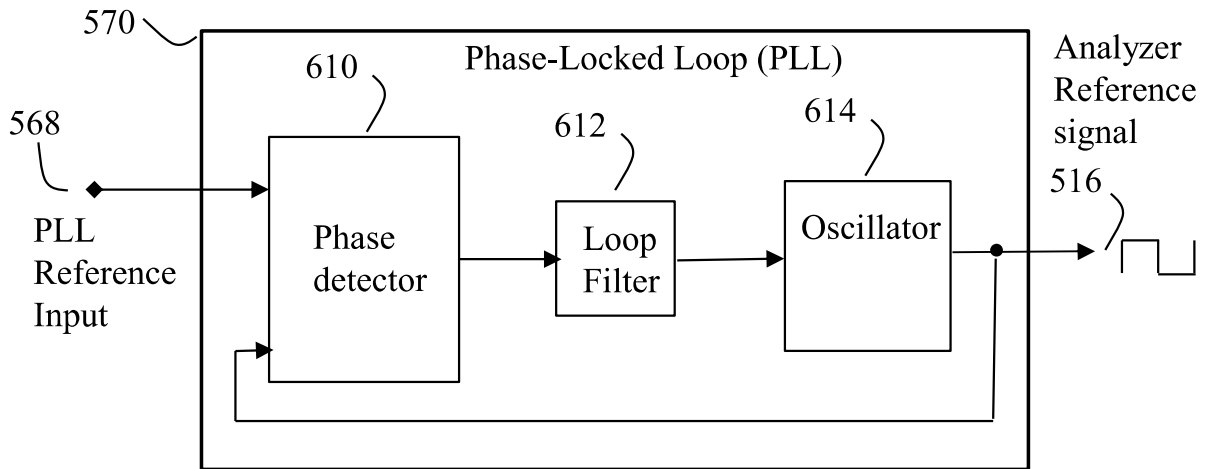 570
Phase-Locked Loop (PLL)
610
612
614
Analyzer
Reference
signal
516
568
PLL
Reference
Input
Phase
detector
Loop
Filter
Oscillator